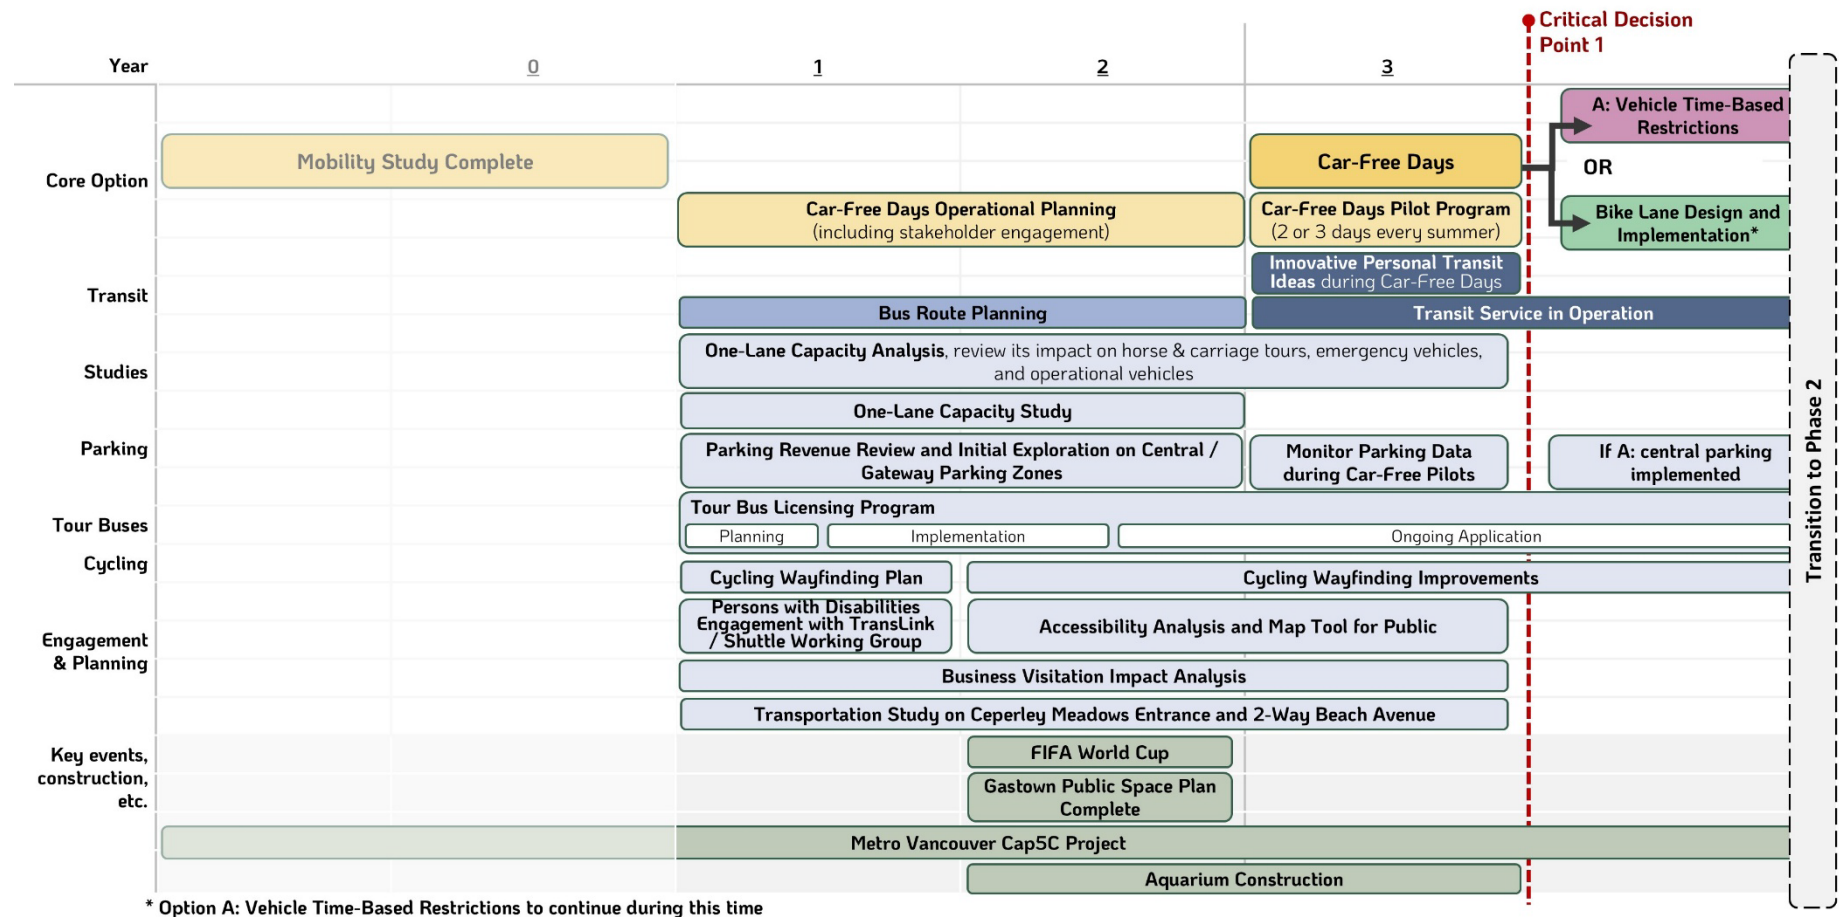 Critical Decision
Point 1
Year
0
1
2
3
A: Vehicle Time-Based
Restrictions
Mobility Study Complete
Car-Free Days
OR
Core Option
Car-Free Days Operational Planning
(including stakeholder engagement)
Car-Free Days Pilot Program
(2 or 3 days every summer)
Bike Lane Design and
Implementation*
Transit
Innovative Personal Transit
Ideas during Car-Free Days
Bus Route Planning
Transit Service in Operation
Studies
One-Lane Capacity Analysis, review its impact on horse & carriage tours, emergency vehicles,
and operational vehicles
One-Lane Capacity Study
Parking
Parking Revenue Review and Initial Exploration on Central /
Gateway Parking Zones
Monitor Parking Data
during Car-Free Pilots
If A: central parking
implemented
Tour Buses
Tour Bus Licensing Program
Planning
Implementation
Ongoing Application
Cycling
Cycling Wayfinding Plan
Cycling Wayfinding Improvements
Engagement
& Planning
Persons with Disabilities
Engagement with TransLink
/ Shuttle Working Group
Accessibility Analysis and Map Tool for Public
Business Visitation Impact Analysis
Transportation Study on Ceperley Meadows Entrance and 2-Way Beach Avenue
Key events,
construction,
etc.
FIFA World Cup
Gastown Public Space Plan
Complete
Metro Vancouver Cap5C Project
Aquarium Construction
Transition to Phase 2
* Option A: Vehicle Time-Based Restrictions to continue during this time